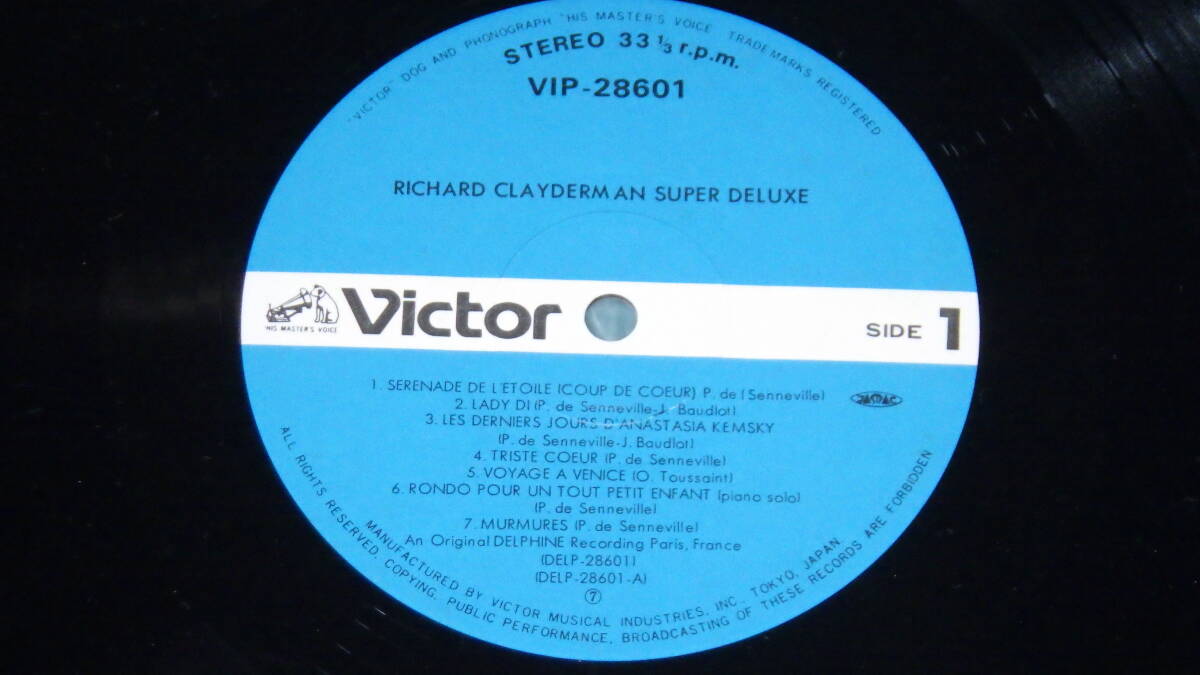 "VICTOR" DOG AND PHONOGRAPH "HIS MASTER'S VOICE" TRADEMARKS REGISTERED
STEREO 33 1/3 r.p.m.
VIP-28601
RICHARD CLAYDERMAN SUPER DELUXE
"HIS MASTER'S VOICE"
Victor
SIDE 1
1. SERENADE DE L'ETOILE (COUP DE COEUR) P. de (Senneville)
JASRAC
2. LADY DI (P. de Senneville-J. Baudlot)
3. LES DERNIERS JOURS D'ANASTASIA KEMSKY
(P. de Senneville-J. Baudlot)
4. TRISTE COEUR (P. de Senneville)
5. VOYAGE A VENICE (O. Toussaint)
6. RONDO POUR UN TOUT PETIT ENFANT (piano solo)
(P. de Senneville)
7. MURMURES (P. de Senneville)
An Original DELPHINE Recording Paris, France
(DELP-28601)
(DELP-28601-A)
⑦
MANUFACTURED BY VICTOR MUSICAL INDUSTRIES, INC., TOKYO, JAPAN
ALL RIGHTS RESERVED. COPYING, PUBLIC PERFORMANCE, BROADCASTING OF THESE RECORDS ARE FORBIDDEN